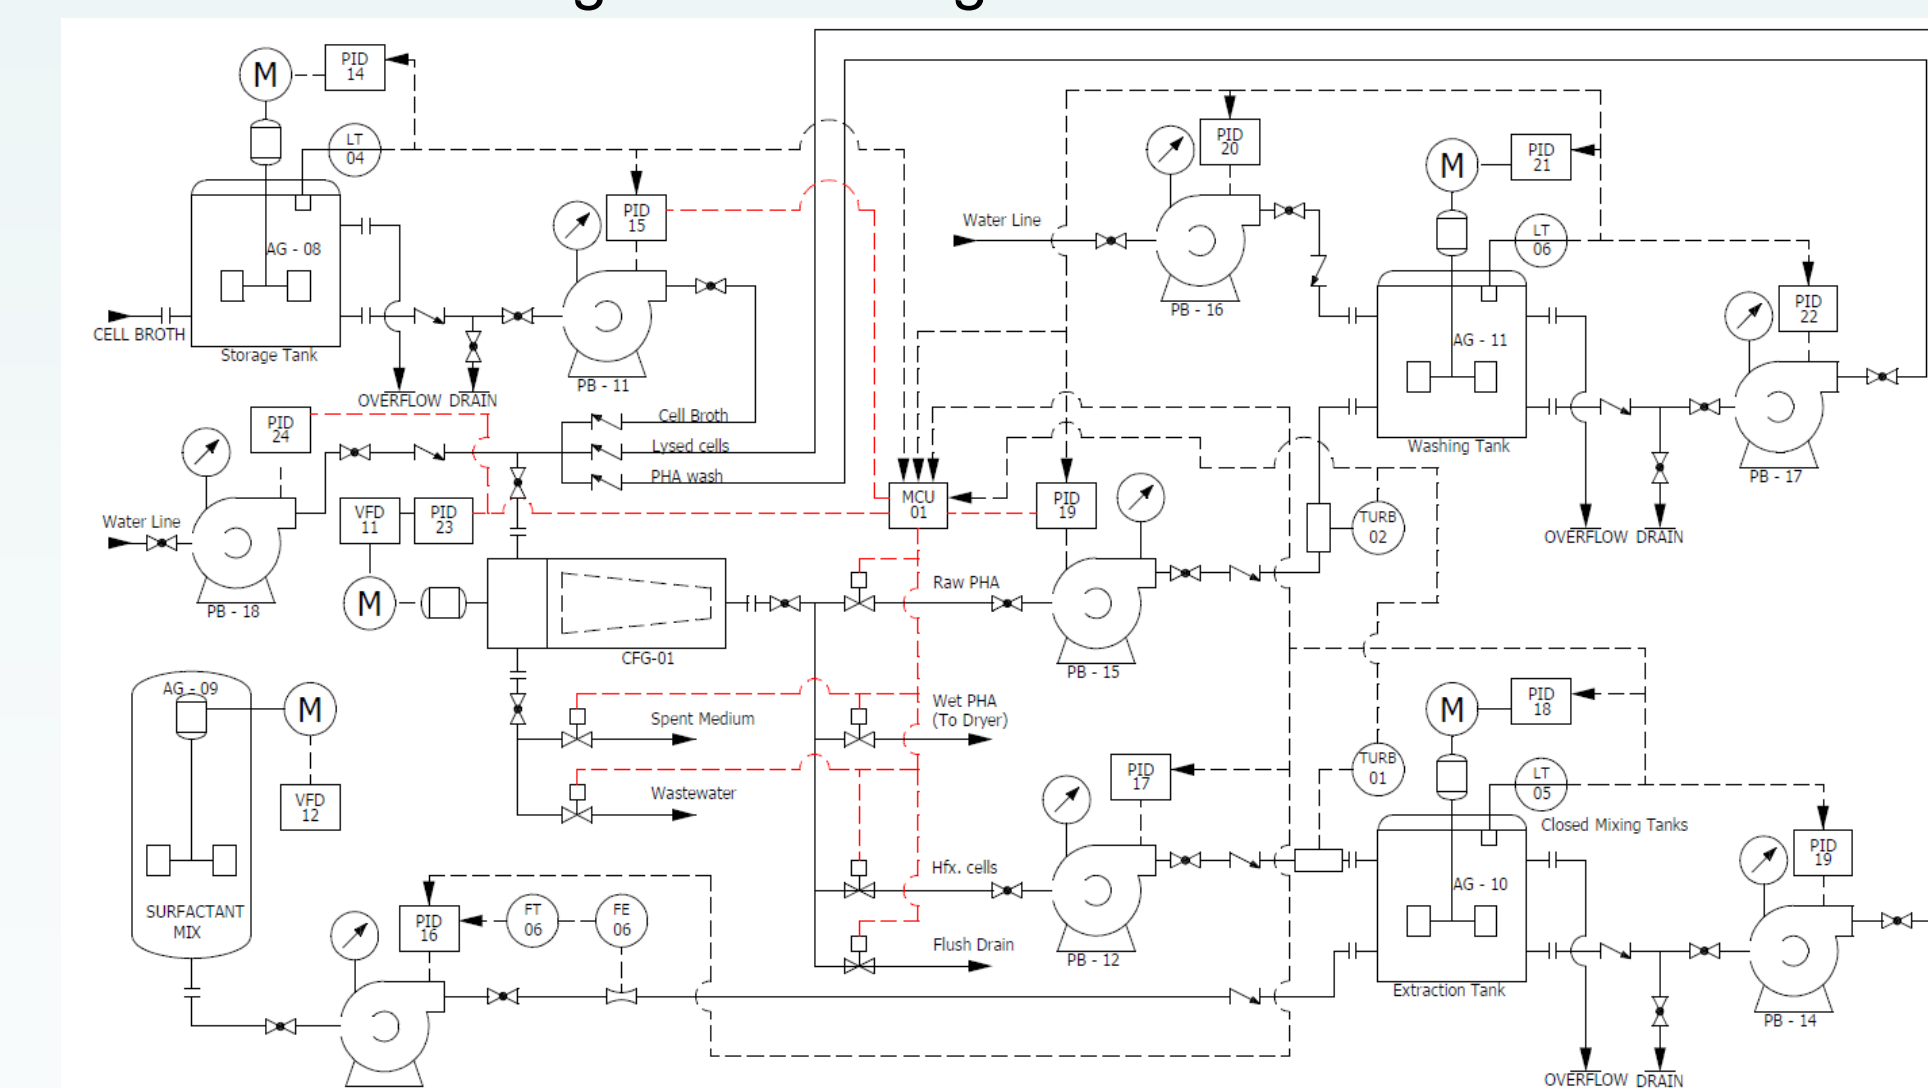 M
PID
14
LT
04
PID
15
AG - 08
CELL BROTH
Storage Tank
PB - 11
OVERFLOW DRAIN
Cell Broth
Lysed cells
PHA wash
PID
24
Water Line
PB - 18
VFD
11
PID
23
M
CFG-01
MCU
01
PID
20
Water Line
PB - 16
M
PID
21
LT
06
AG - 11
Washing Tank
PID
22
PB - 17
OVERFLOW DRAIN
PID
19
TURB
02
Raw PHA
PB - 15
AG - 09
M
VFD
12
SURFACTANT
MIX
Spent Medium
Wastewater
Wet PHA
(To Dryer)
Hfx. cells
Flush Drain
PID
17
PB - 12
PID
16
FT
06
FE
06
TURB
01
M
PID
18
LT
05
Closed Mixing Tanks
AG - 10
Extraction Tank
PID
19
PB - 14
OVERFLOW DRAIN